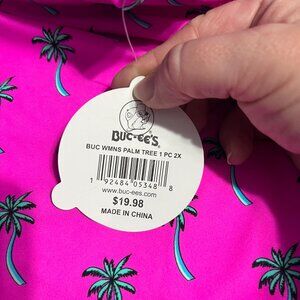 BUC-EE'S
BUC WMNS PALM TREE 1 PC 2X
1 92484 05348 8
www.buc-ees.com
$19.98
MADE IN CHINA